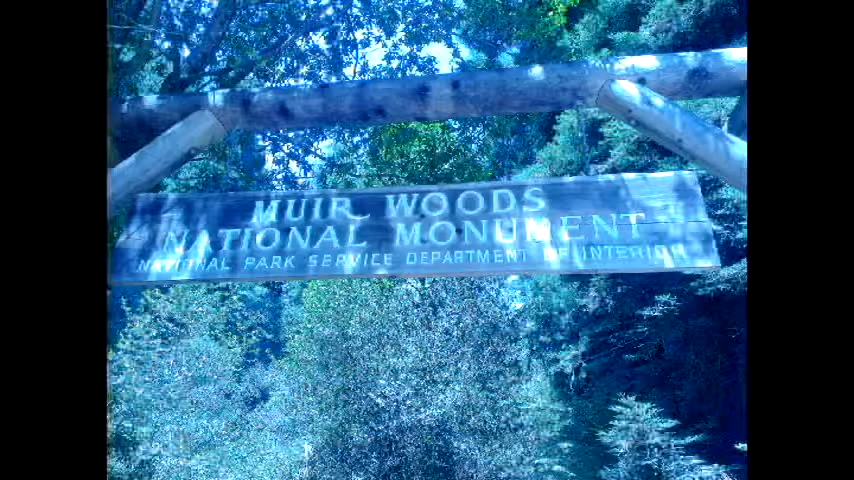 MUIR WOODS
NATIONAL MONUMENT
NATIONAL PARK SERVICE DEPARTMENT OF INTERIOR